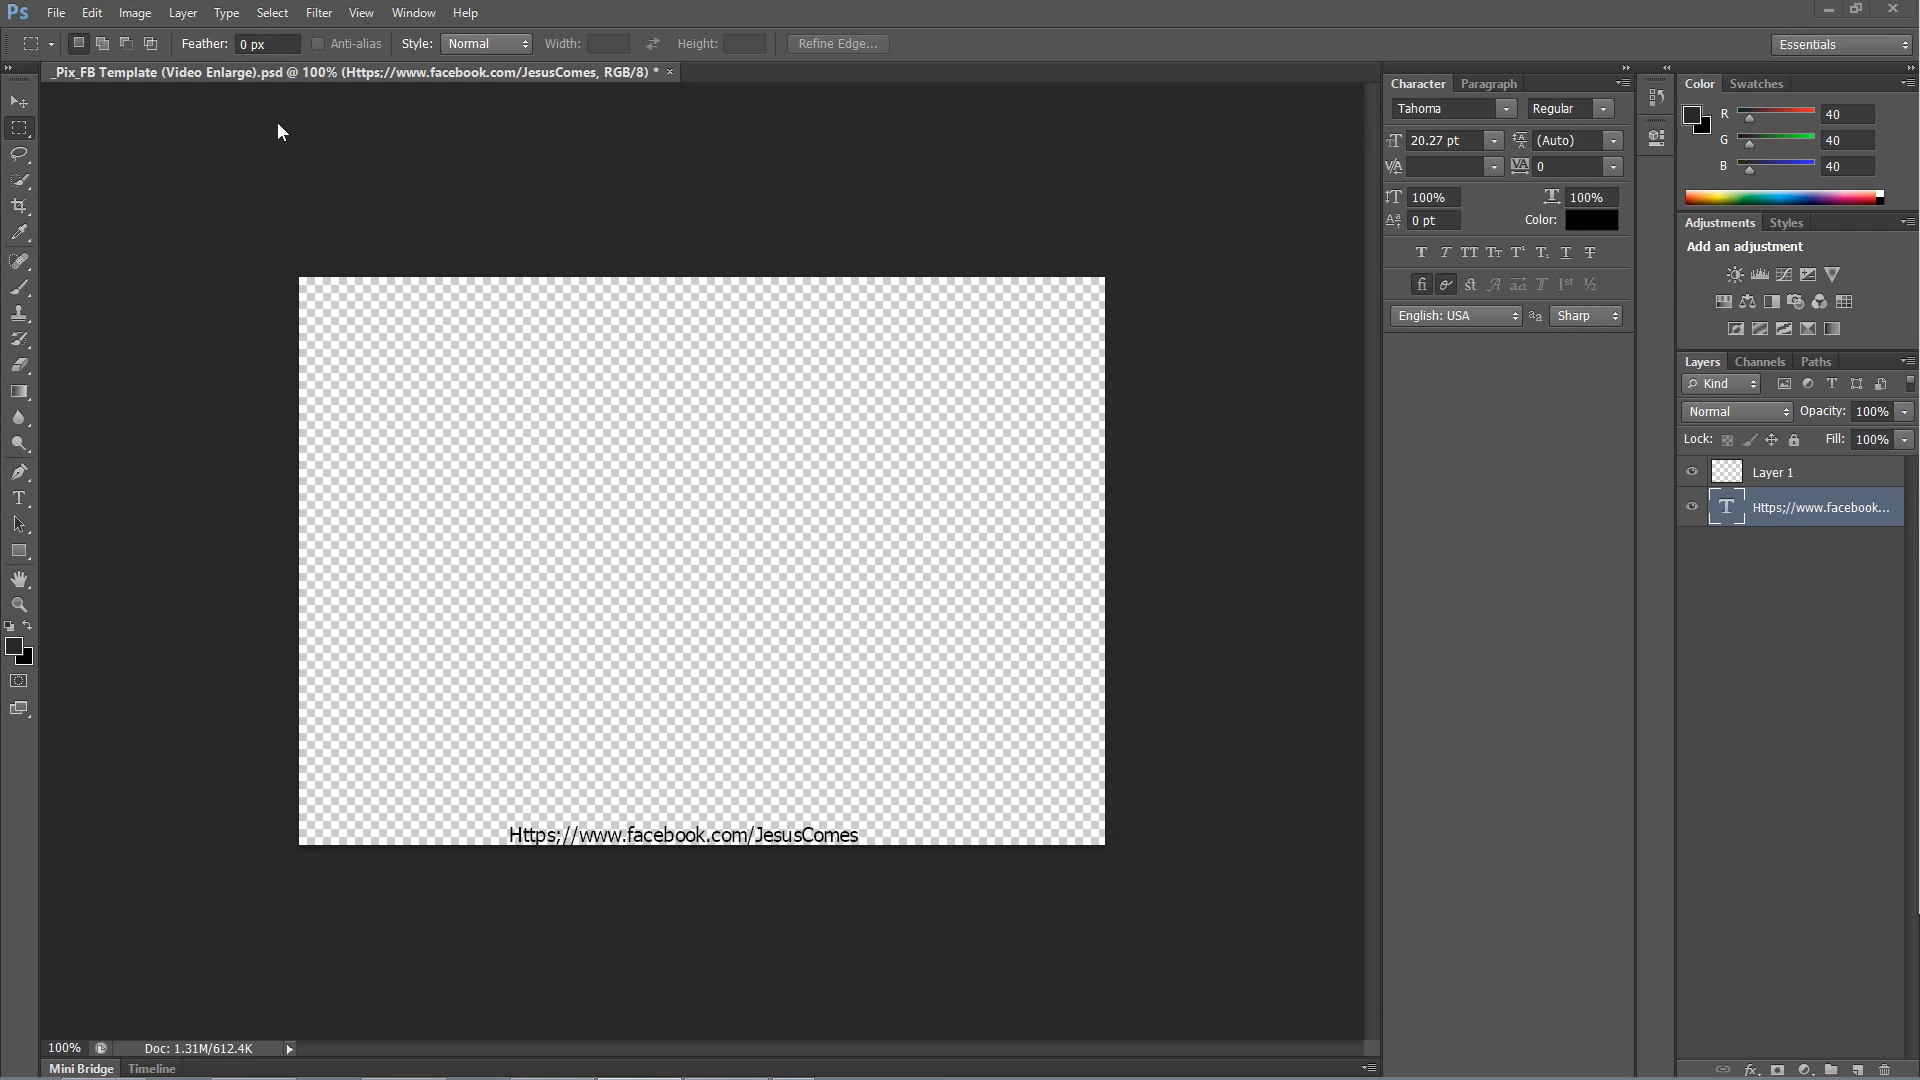 Ps File Edit Image Layer Type Select Filter View Window Help
Feather: 0 px Anti-alias Style: Normal Width: Height: Refine Edge... Essentials
_Pix_FB Template (Video Enlarge).psd @ 100% (Https;//www.facebook.com/JesusComes, RGB/8) * ×
Character Paragraph
Tahoma Regular
20.27 pt (Auto)
0
100% 100%
0 pt Color:
English: USA Sharp
Color Swatches
R 40
G 40
B 40
Adjustments Styles
Add an adjustment
Layers Channels Paths
Kind
Normal Opacity: 100%
Lock: Fill: 100%
Layer 1
Https;//www.facebook...
Https;//www.facebook.com/JesusComes
100% Doc: 1.31M/612.4K
Mini Bridge Timeline